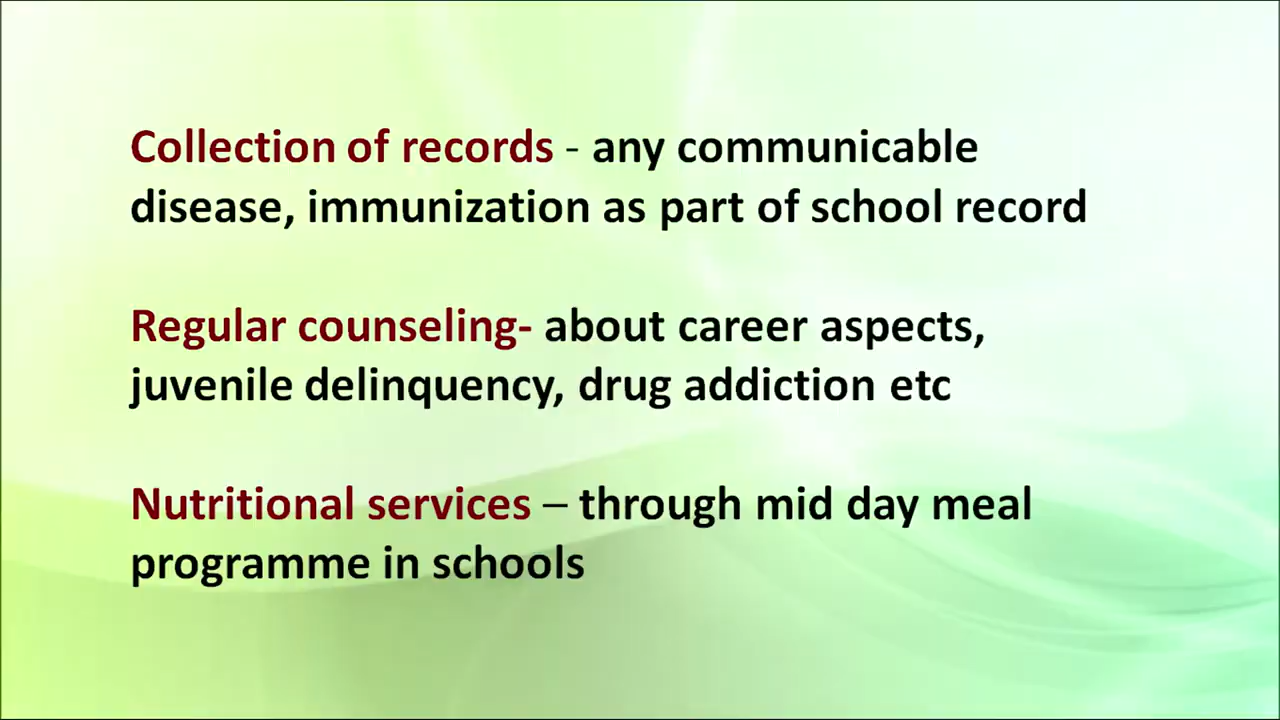 Collection of records - any communicable
disease, immunization as part of school record
Regular counseling- about career aspects,
juvenile delinquency, drug addiction etc
Nutritional services – through mid day meal
programme in schools